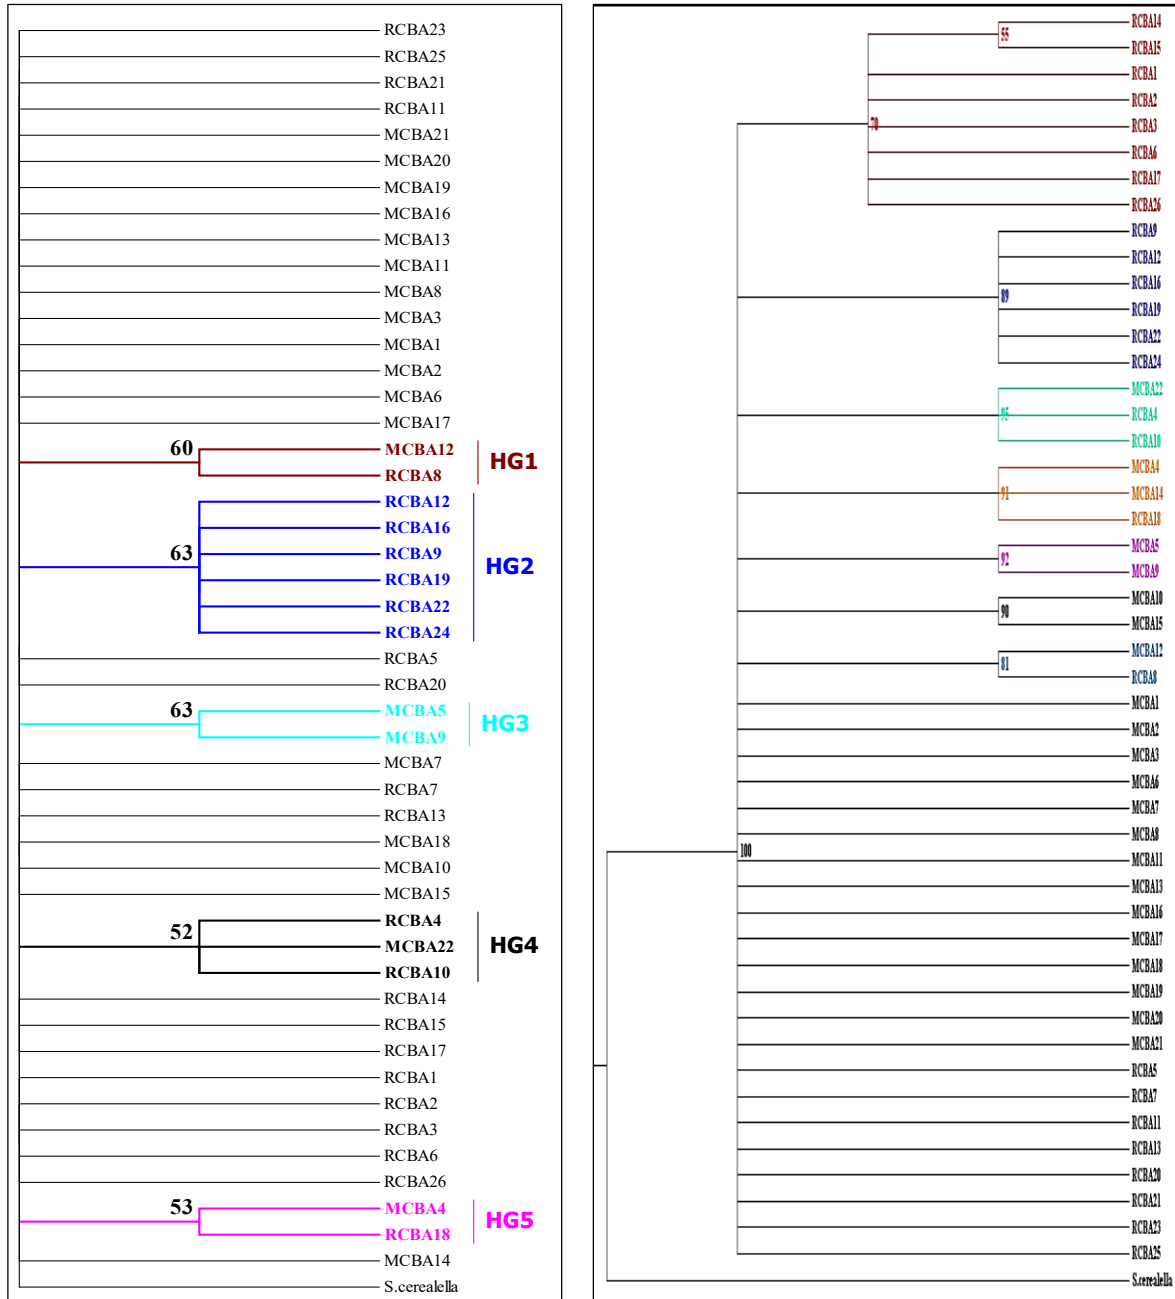 RCBA23
RCBA25
RCBA21
RCBA11
MCBA21
MCBA20
MCBA19
MCBA16
MCBA13
MCBA11
MCBA8
MCBA3
MCBA1
MCBA2
MCBA6
MCBA17
60
MCBA12
RCBA8
HG1
RCBA12
RCBA16
63
RCBA9
HG2
RCBA19
RCBA22
RCBA24
RCBA5
RCBA20
63
MCBA5
HG3
MCBA9
MCBA7
RCBA7
RCBA13
MCBA18
MCBA10
MCBA15
RCBA4
52
MCBA22
HG4
RCBA10
RCBA14
RCBA15
RCBA17
RCBA1
RCBA2
RCBA3
RCBA6
RCBA26
53
MCBA4
HG5
RCBA18
MCBA14
S.cerealella
RCBA14
55
RCBA15
RCBA1
RCBA2
70
RCBA3
RCBA6
RCBA17
RCBA26
RCBA9
RCBA12
RCBA16
89
RCBA19
RCBA22
RCBA24
MCBA22
95
RCBA4
RCBA10
MCBA4
91
MCBA14
RCBA18
MCBA5
92
MCBA9
MCBA10
90
MCBA15
MCBA12
81
RCBA8
MCBA1
MCBA2
MCBA3
MCBA6
MCBA7
MCBA8
100
MCBA11
MCBA13
MCBA16
MCBA17
MCBA18
MCBA19
MCBA20
MCBA21
RCBA5
RCBA7
RCBA11
RCBA13
RCBA20
RCBA21
RCBA23
RCBA25
S.cerealella